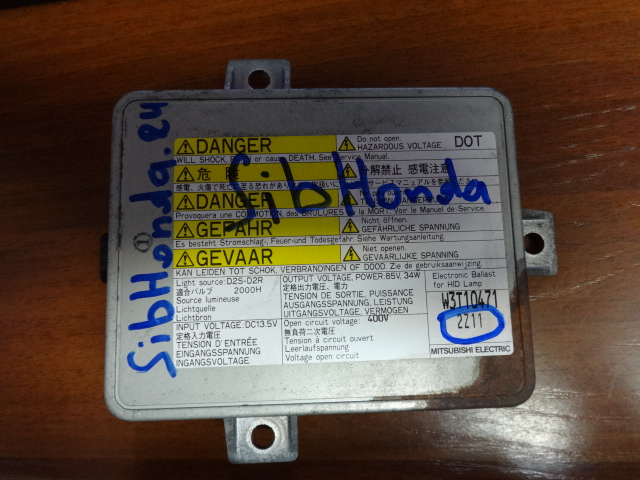 DANGER
Do not open.
HAZARDOUS VOLTAGE
DOT
WILL SHOCK, or cause DEATH. See Service Manual.
危
分解禁止 感電注意
DANGER
Provoquera une des BRULURES la MORT. Voir le Manuel de-Service.
GEFAHR
Nicht öffnen.
GEFÄHRLICHE SPANNUNG
Es besteht Stromschlag-, Feuer-und Todesgefahr. Siehe Wartungsanleitung.
GEVAAR
Niet openen.
GEVAARLIJKE SPANNING
KAN LEIDEN TOT SCHOK, VERBRANDINGEN OF DOOD. Zie de gebruiksaanwijzing.
Light source:D2S-D2R
適合バルブ 2000H
Source lumineuse
Lichtquelle
Lichtbron
INPUT VOLTAGE:DC13.5V
定格入力電圧
TENSION D'ENTRÉE
EINGANGSSPANNUNG
INGANGSVOLTAGE
OUTPUT VOLTAGE, POWER:85V,34W
定格出力電圧、電力
TENSION DE SORTIE, PUISSANCE
AUSGANGSSPANNUNG, LEISTUNG
UITGANGSVOLTAGE, VERMOGEN
Open circuit voltage: 400V
無負荷二次電圧
Tension à circuit ouvert
Leerlaufspannung
Voltage open circuit
Electronic Ballast
for HID Lamp
W3T10471
2211
MITSUBISHI ELECTRIC
SibHonda
SibHonda.24